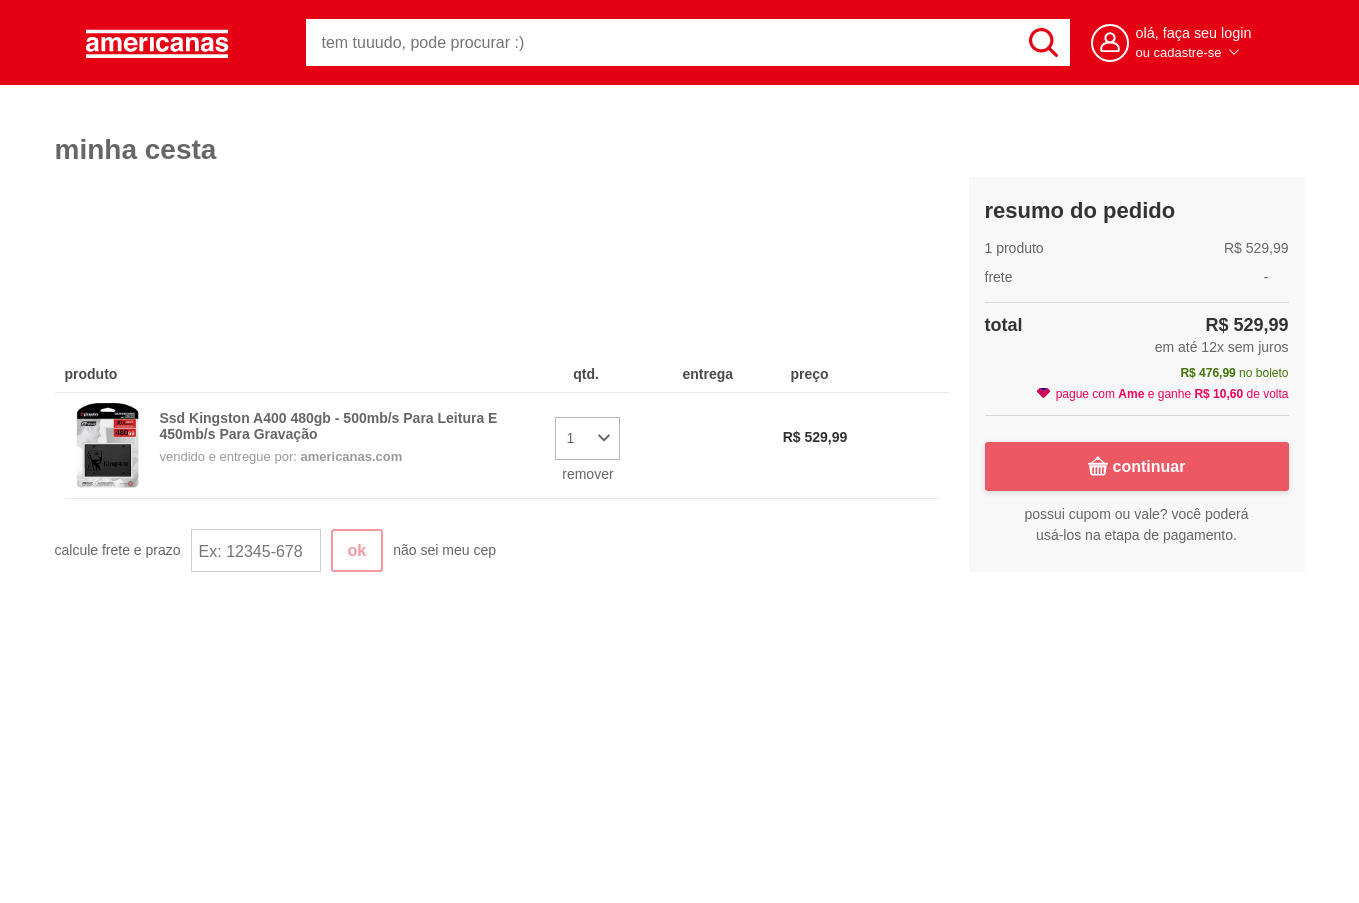 americanas
tem tuuudo, pode procurar :)
olá, faça seu login
ou cadastre-se
minha cesta
produto qtd. entrega preço
Ssd Kingston A400 480gb - 500mb/s Para Leitura E
450mb/s Para Gravação
vendido e entregue por: americanas.com
1
remover
R$ 529,99
calcule frete e prazo Ex: 12345-678 ok não sei meu cep
resumo do pedido
1 produto R$ 529,99
frete -
total R$ 529,99
em até 12x sem juros
R$ 476,99 no boleto
pague com Ame e ganhe R$ 10,60 de volta
continuar
possui cupom ou vale? você poderá
usá-los na etapa de pagamento.